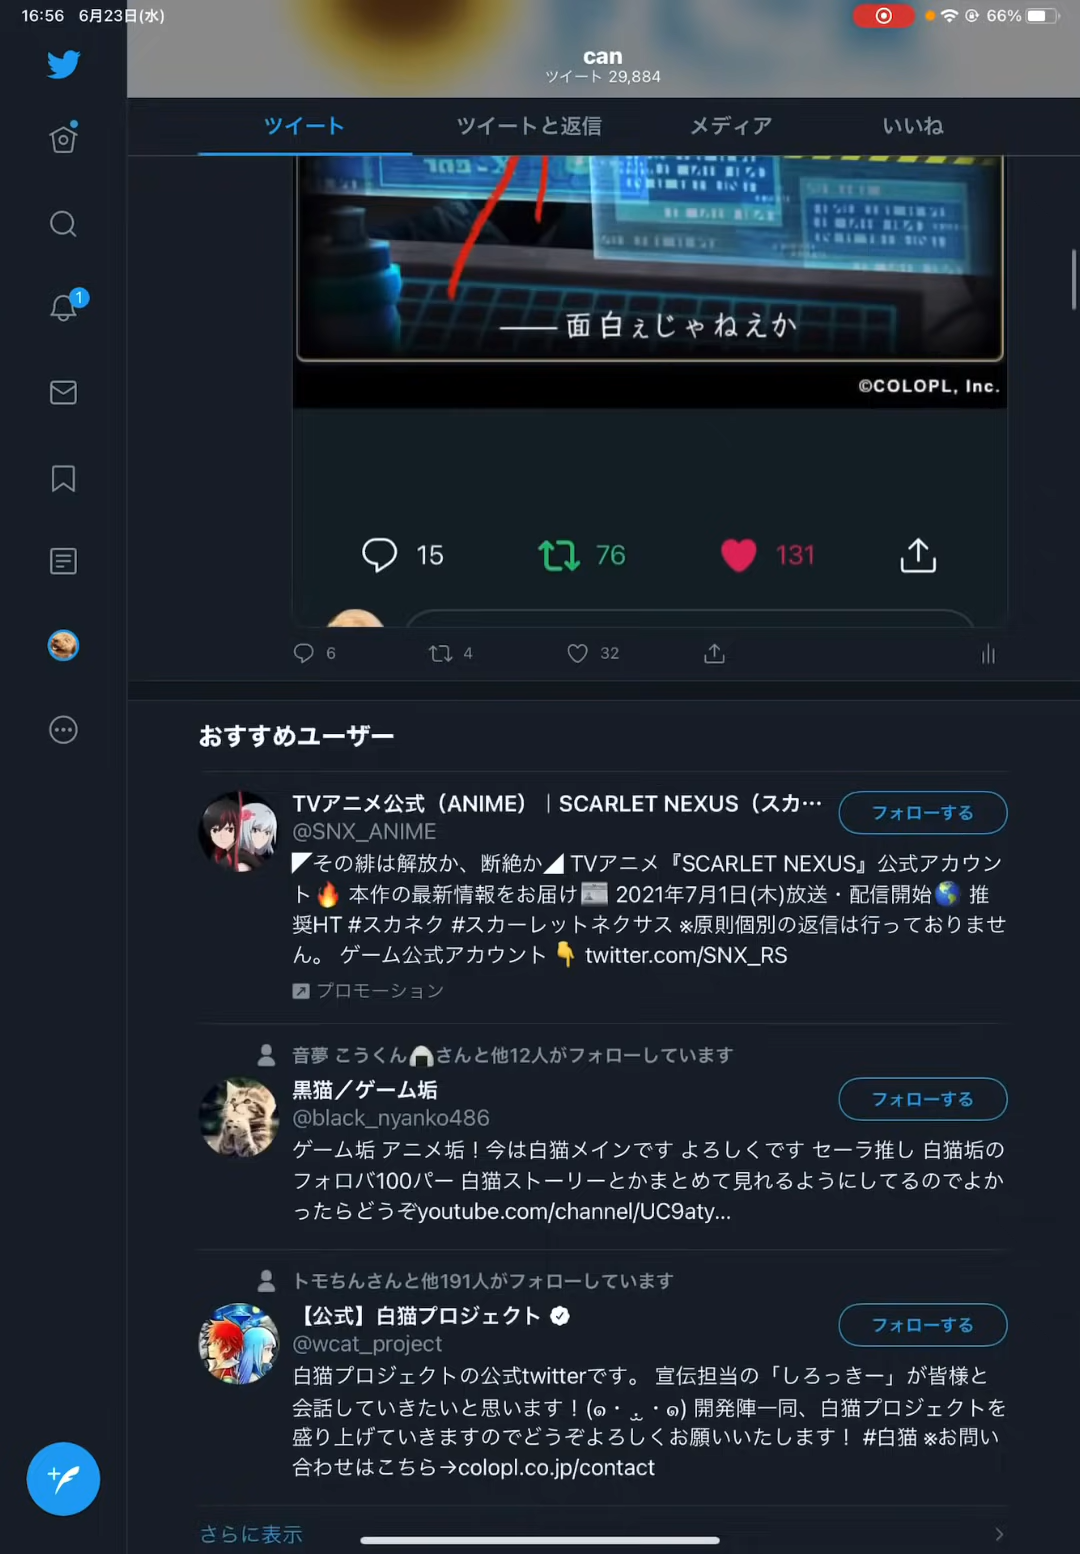 16:56 6月23日(水)
66%
can
ツイート 29,884
ツイート ツイートと返信 メディア いいね
1
――面白ぇじゃねえか
©COLOPL, Inc.
15 76 131
6 4 32
おすすめユーザー
TVアニメ公式（ANIME）｜SCARLET NEXUS（スカ…
フォローする
@SNX_ANIME
◤その緋は解放か、断絶か◢ TVアニメ『SCARLET NEXUS』公式アカウン
ト🔥 本作の最新情報をお届け📰 2021年7月1日(木)放送・配信開始🌎 推
奨HT #スカネク #スカーレットネクサス ※原則個別の返信は行っておりませ
ん。 ゲーム公式アカウント 👇 twitter.com/SNX_RS
プロモーション
音夢 こうくん🍙さんと他12人がフォローしています
黒猫／ゲーム垢
フォローする
@black_nyanko486
ゲーム垢 アニメ垢！今は白猫メインです よろしくです セーラ推し 白猫垢の
フォロバ100パー 白猫ストーリーとかまとめて見れるようにしてるのでよか
ったらどうぞyoutube.com/channel/UC9aty...
トモちんさんと他191人がフォローしています
【公式】白猫プロジェクト
フォローする
@wcat_project
白猫プロジェクトの公式twitterです。 宣伝担当の「しろっきー」が皆様と
会話していきたいと思います！(๑・ ̫ ・๑) 開発陣一同、白猫プロジェクトを
盛り上げていきますのでどうぞよろしくお願いいたします！ #白猫 ※お問い
合わせはこちら→colopl.co.jp/contact
さらに表示